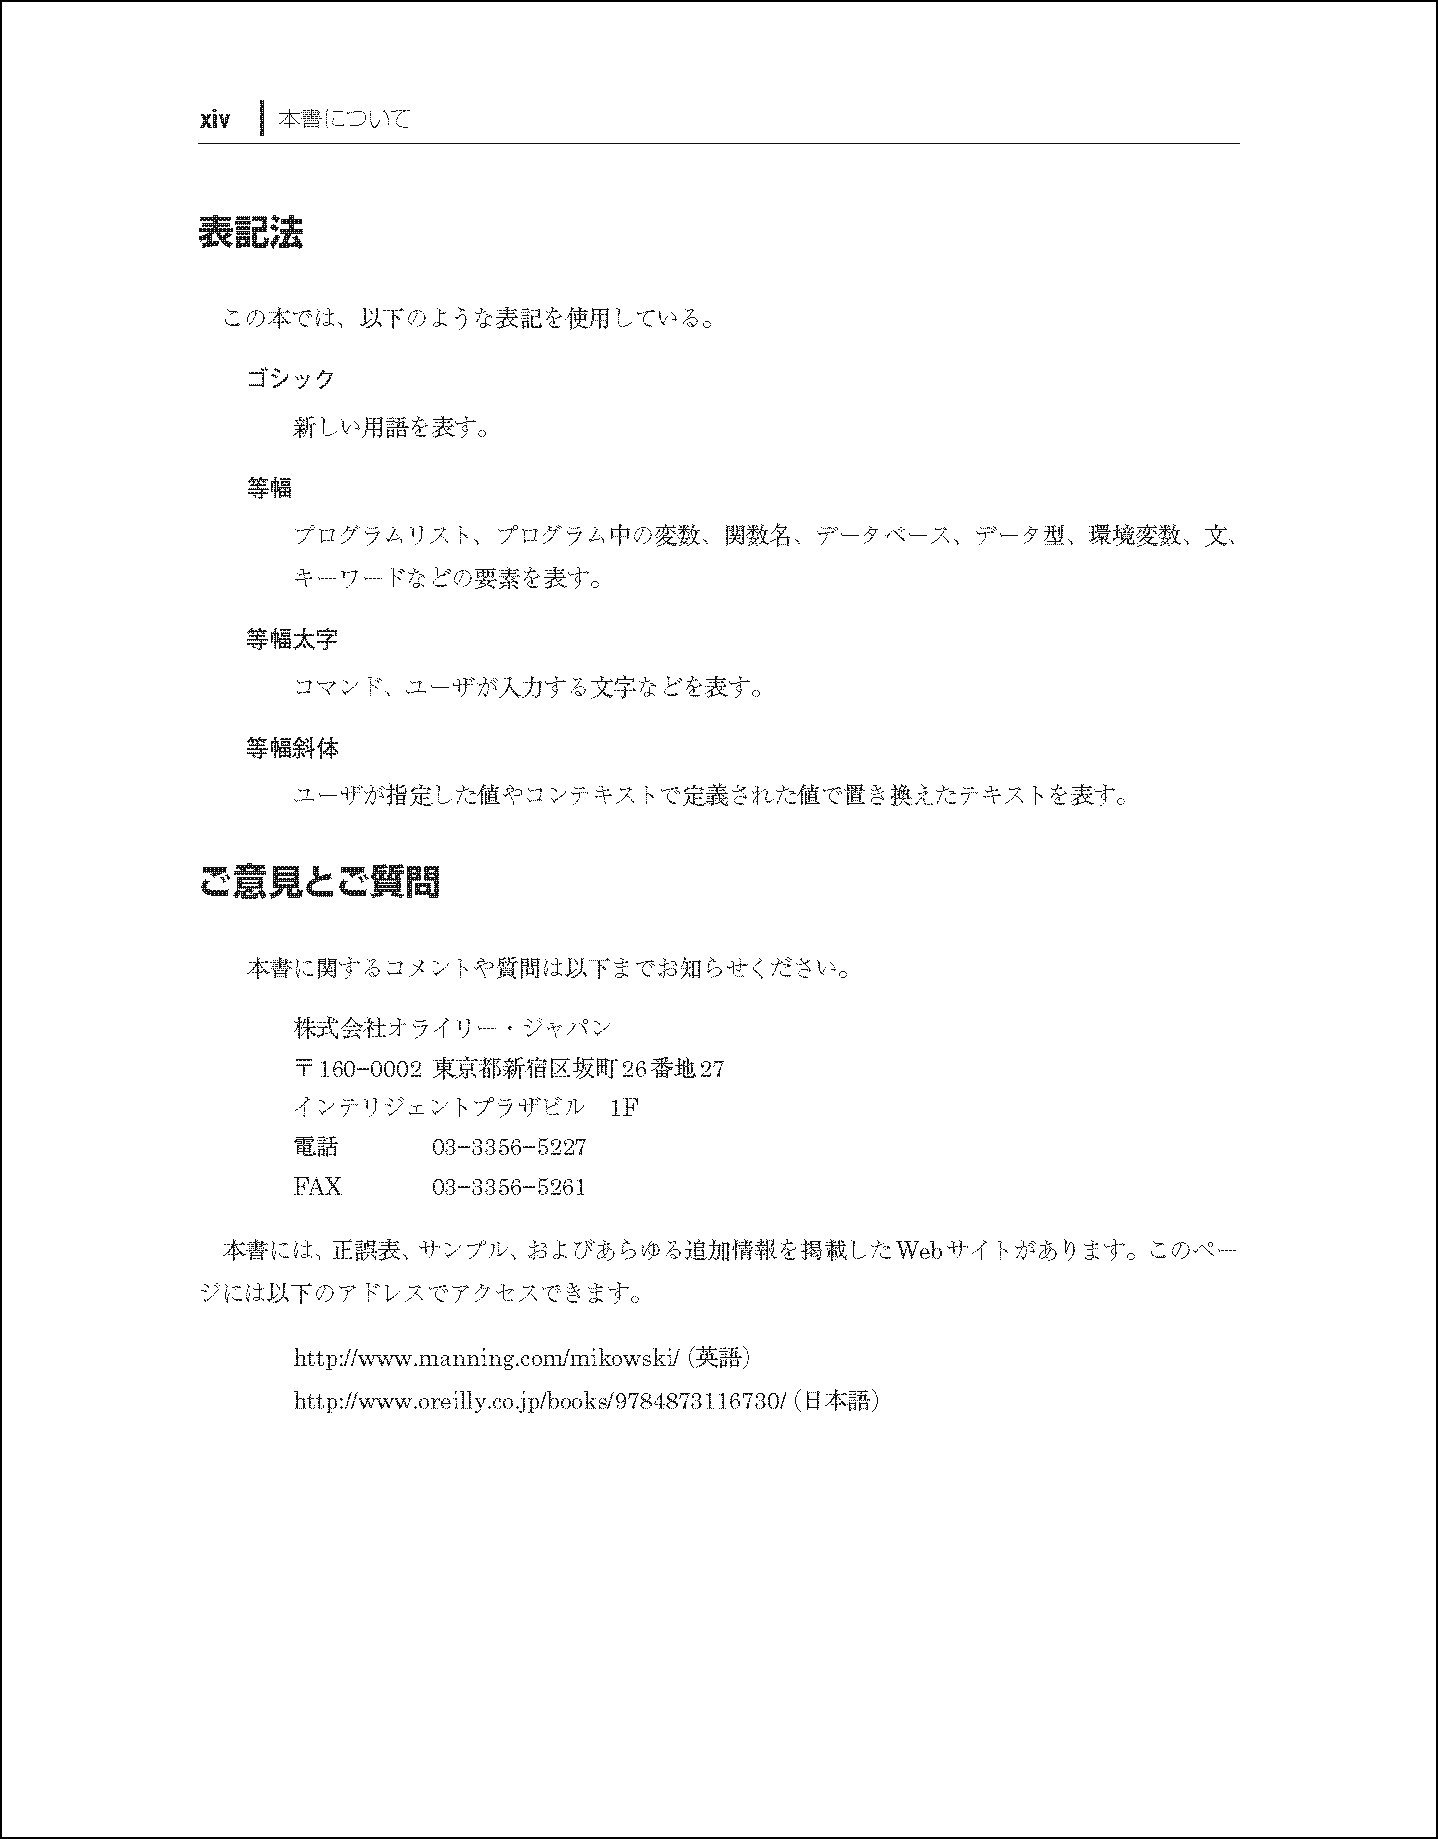 xiv 本書について
表記法
この本では、以下のような表記を使用している。
ゴシック
新しい用語を表す。
等幅
プログラムリスト、プログラム中の変数、関数名、データベース、データ型、環境変数、文、
キーワードなどの要素を表す。
等幅太字
コマンド、ユーザが入力する文字などを表す。
等幅斜体
ユーザが指定した値やコンテキストで定義された値で置き換えたテキストを表す。
ご意見とご質問
本書に関するコメントや質問は以下までお知らせください。
株式会社オライリー・ジャパン
〒160-0002 東京都新宿区坂町26番地27
インテリジェントプラザビル　1F
電話 03-3356-5227
FAX 03-3356-5261
本書には、正誤表、サンプル、およびあらゆる追加情報を掲載したWebサイトがあります。このペー
ジには以下のアドレスでアクセスできます。
http://www.manning.com/mikowski/（英語）
http://www.oreilly.co.jp/books/9784873116730/（日本語）